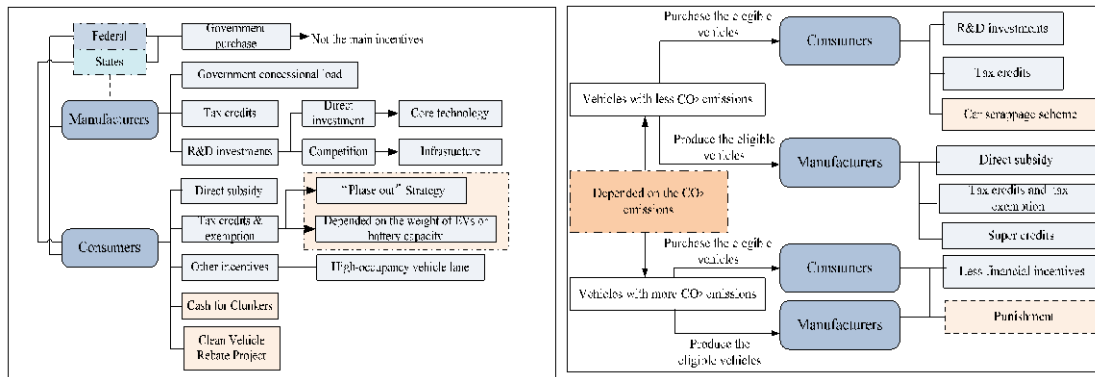 Federal
States
Government
purchase
Not the main incentives
Government concessional load
Manufacturers
Tax credits
Direct
investment
Core technology
R&D investments
Competition
Infrastucture
Direct subsidy
"Phase out" Strategy
Tax credits &
exemption
Depended on the weight of EVs or
battery capacity
Consumers
Other incentives
High-occupancy vehicle lane
Cash for Clunkers
Clean Vehicle
Rebate Project
Purchase the elegible
vehicles
Consumers
R&D investments
Tax credits
Car scrappage scheme
Vehicles with less CO₂ emissions
Produce the eligible
vehicles
Manufacturers
Direct subsidy
Tax credits and tax
exemption
Super credits
Depended on the CO₂
emissions
Purchase the elegible
vehicles
Consumers
Less financial incentives
Vehicles with more CO₂ emissions
Manufacturers
Punishment
Produce the
eligible vehicles